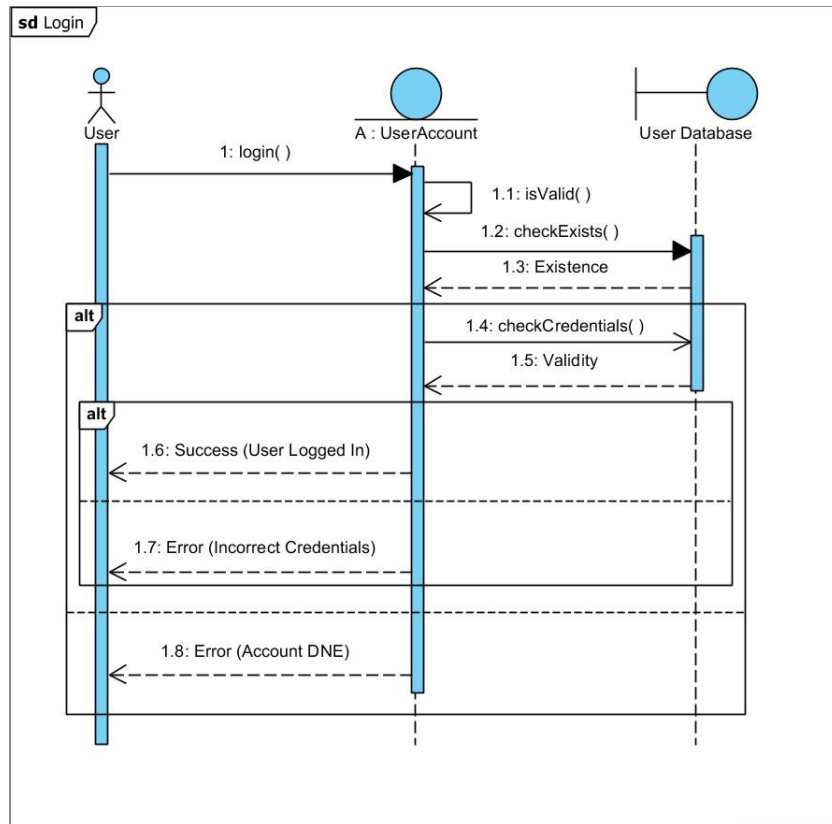 sd Login
User
A : UserAccount
User Database
1: login( )
1.1: isValid( )
1.2: checkExists( )
1.3: Existence
alt
1.4: checkCredentials( )
1.5: Validity
alt
1.6: Success (User Logged In)
1.7: Error (Incorrect Credentials)
1.8: Error (Account DNE)